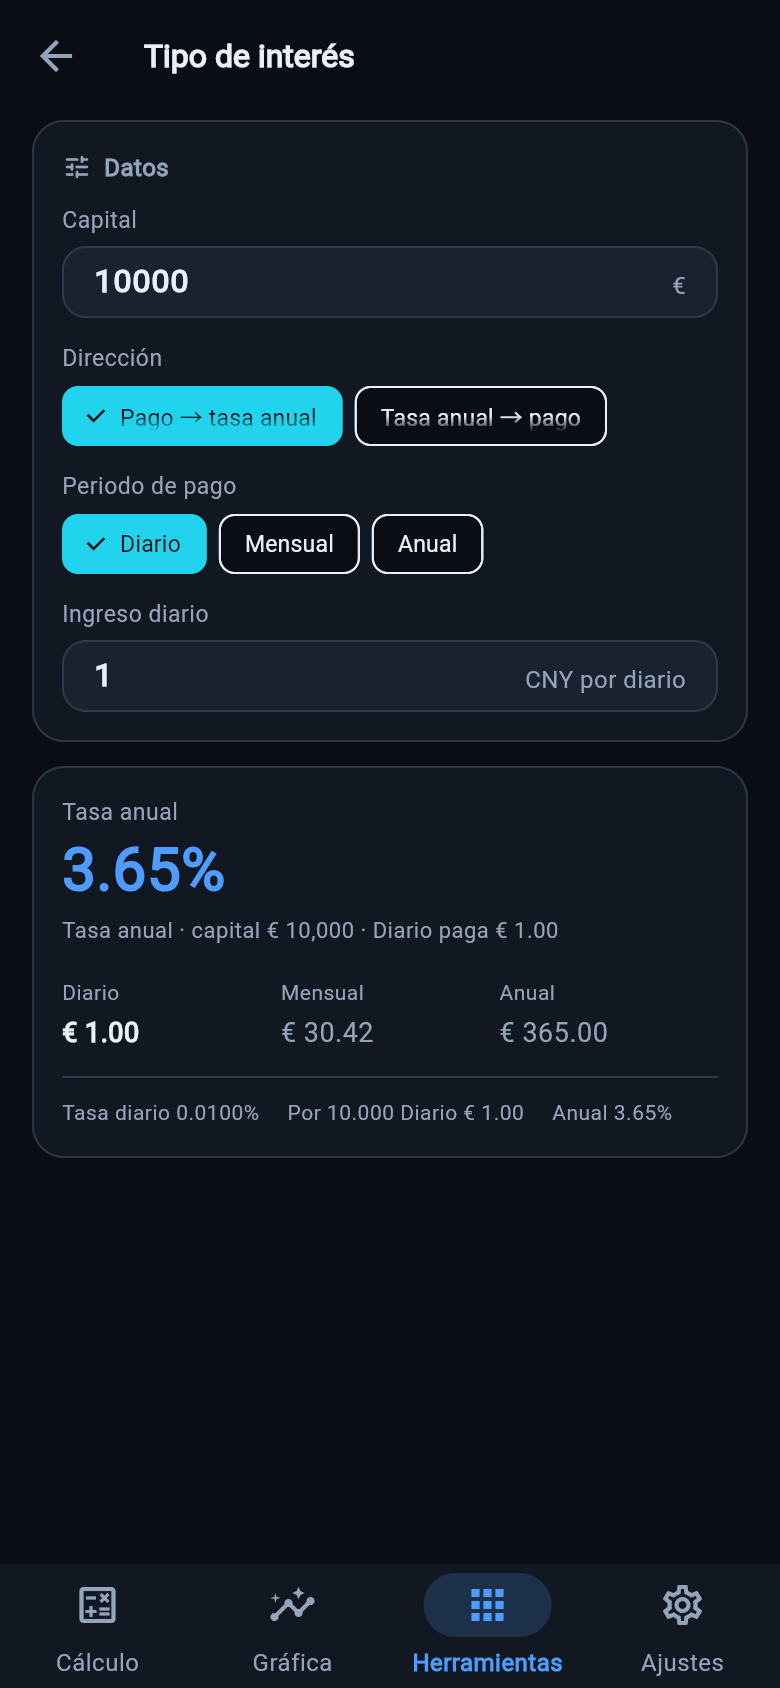 Tipo de interés
Datos
Capital
10000 €
Dirección
Pago → tasa anual Tasa anual → pago
Periodo de pago
Diario Mensual Anual
Ingreso diario
1 CNY por diario
Tasa anual
3.65%
Tasa anual · capital € 10,000 · Diario paga € 1.00
Diario Mensual Anual
€ 1.00 € 30.42 € 365.00
Tasa diario 0.0100% Por 10.000 Diario € 1.00 Anual 3.65%
Cálculo Gráfica Herramientas Ajustes